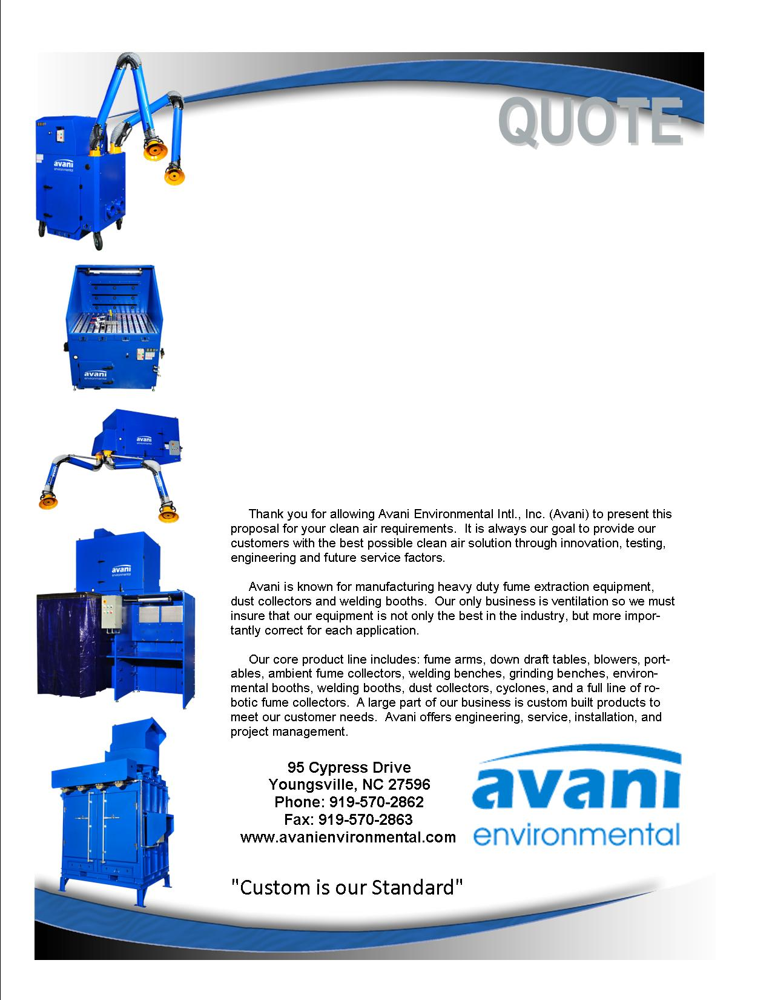 QUOTE
avani
environmental
avani
environmental
avani
environmental
avani
environmental
Thank you for allowing Avani Environmental Intl., Inc. (Avani) to present this
proposal for your clean air requirements. It is always our goal to provide our
customers with the best possible clean air solution through innovation, testing,
engineering and future service factors.
Avani is known for manufacturing heavy duty fume extraction equipment,
dust collectors and welding booths. Our only business is ventilation so we must
insure that our equipment is not only the best in the industry, but more impor-
tantly correct for each application.
Our core product line includes: fume arms, down draft tables, blowers, port-
ables, ambient fume collectors, welding benches, grinding benches, environ-
mental booths, welding booths, dust collectors, cyclones, and a full line of ro-
botic fume collectors. A large part of our business is custom built products to
meet our customer needs. Avani offers engineering, service, installation, and
project management.
95 Cypress Drive
Youngsville, NC 27596
Phone: 919-570-2862
Fax: 919-570-2863
www.avanienvironmental.com
avani
environmental
"Custom is our Standard"